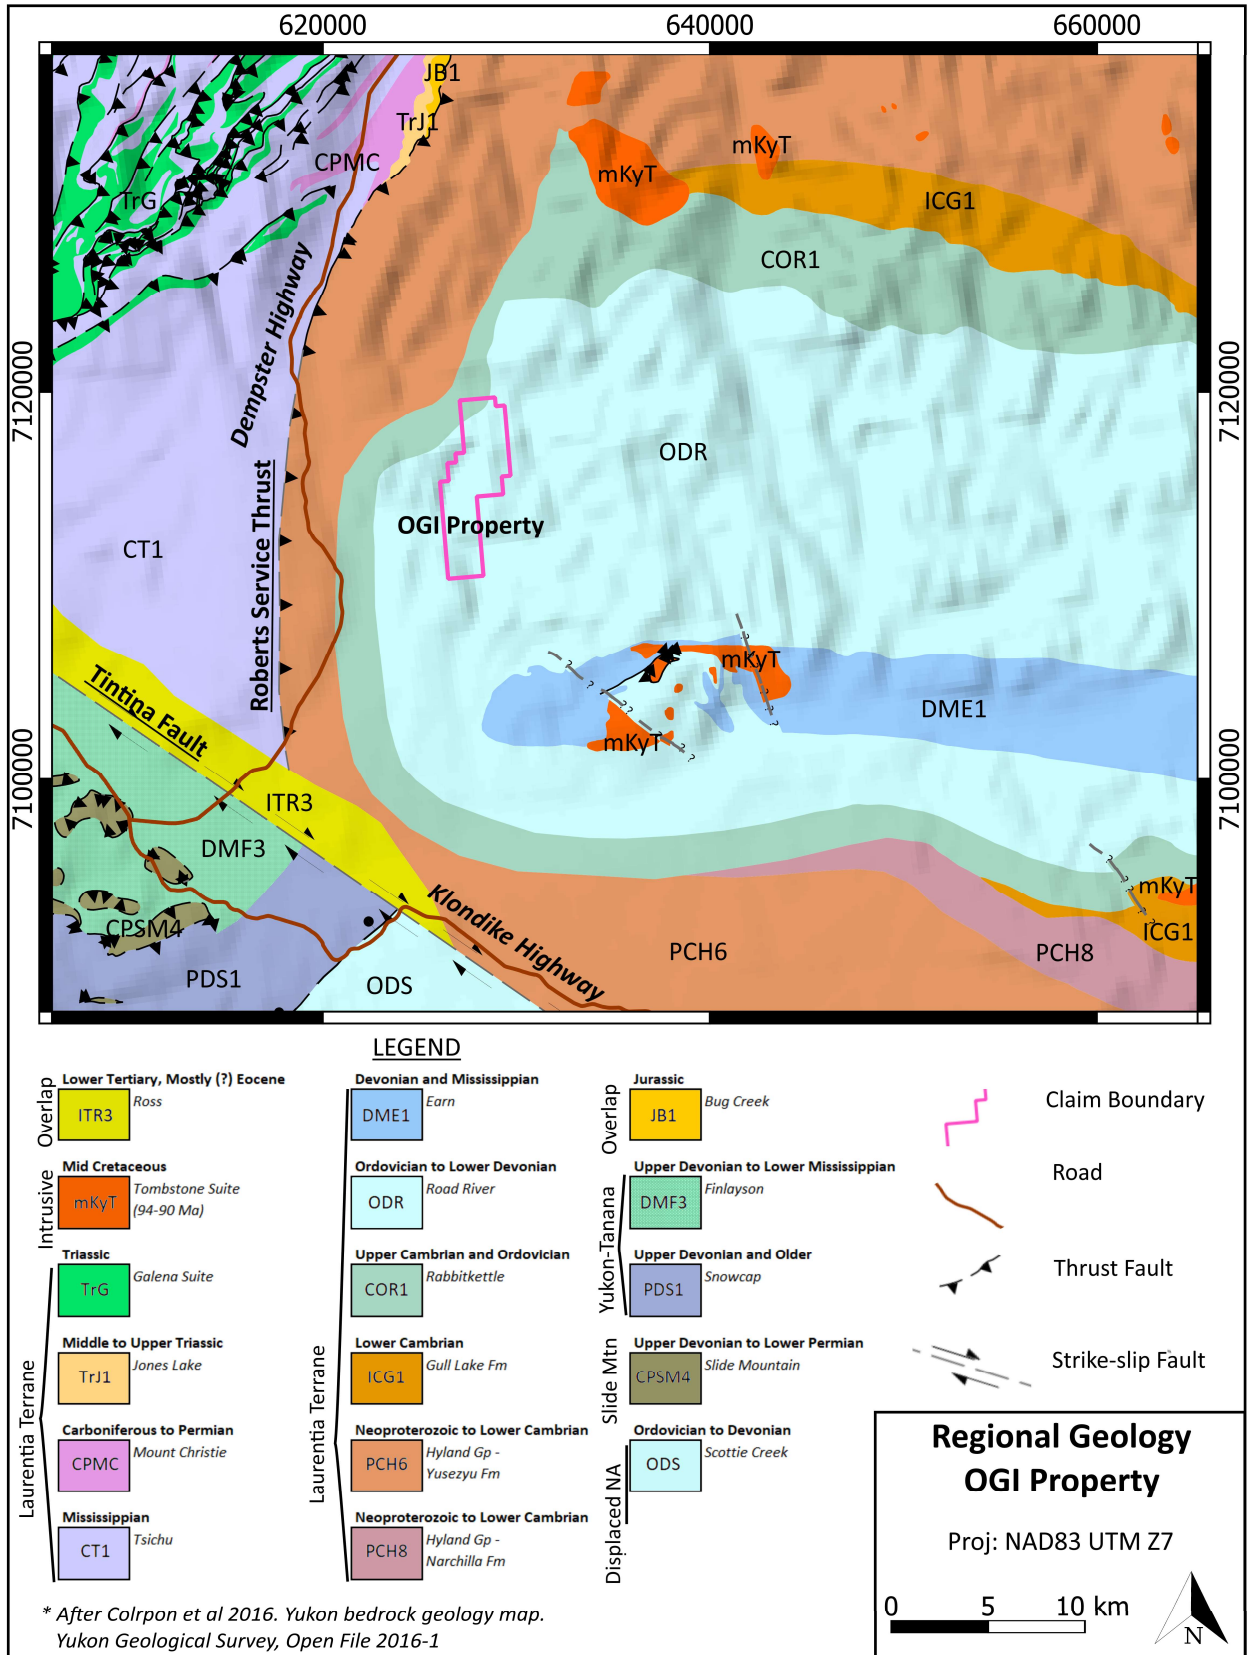 620000
640000
660000
JB1
TrJ1
CPMC
mKyT
mKyT
TrG
ICG1
COR1
Dempster Highway
7120000
7120000
ODR
Roberts Service Thrust
OGI Property
CT1
mKyT
Tintina Fault
DME1
mKyT
7100000
7100000
ITR3
DMF3
mKyT
Klondike Highway
CPSM4
ICG1
PCH6
PCH8
PDS1
ODS
? ? ? ? ? ?
? ? ? ?
? ? ?
LEGEND
Overlap
Lower Tertiary, Mostly (?) Eocene
ITR3
Ross
Intrusive
Mid Cretaceous
mKyT
Tombstone Suite
(94-90 Ma)
Laurentia Terrane
Triassic
TrG
Galena Suite
Middle to Upper Triassic
TrJ1
Jones Lake
Carboniferous to Permian
CPMC
Mount Christie
Mississippian
CT1
Tsichu
Laurentia Terrane
Devonian and Mississippian
DME1
Earn
Ordovician to Lower Devonian
ODR
Road River
Upper Cambrian and Ordovician
COR1
Rabbitkettle
Lower Cambrian
ICG1
Gull Lake Fm
Neoproterozoic to Lower Cambrian
PCH6
Hyland Gp -
Yusezyu Fm
Neoproterozoic to Lower Cambrian
PCH8
Hyland Gp -
Narchilla Fm
Overlap
Jurassic
JB1
Bug Creek
Yukon-Tanana
Upper Devonian to Lower Mississippian
DMF3
Finlayson
Upper Devonian and Older
PDS1
Snowcap
Slide Mtn
Upper Devonian to Lower Permian
CPSM4
Slide Mountain
Displaced NA
Ordovician to Devonian
ODS
Scottie Creek
Claim Boundary
Road
Thrust Fault
Strike-slip Fault
Regional Geology
OGI Property
Proj: NAD83 UTM Z7
0 5 10 km
N
* After Colrpon et al 2016. Yukon bedrock geology map.
Yukon Geological Survey, Open File 2016-1